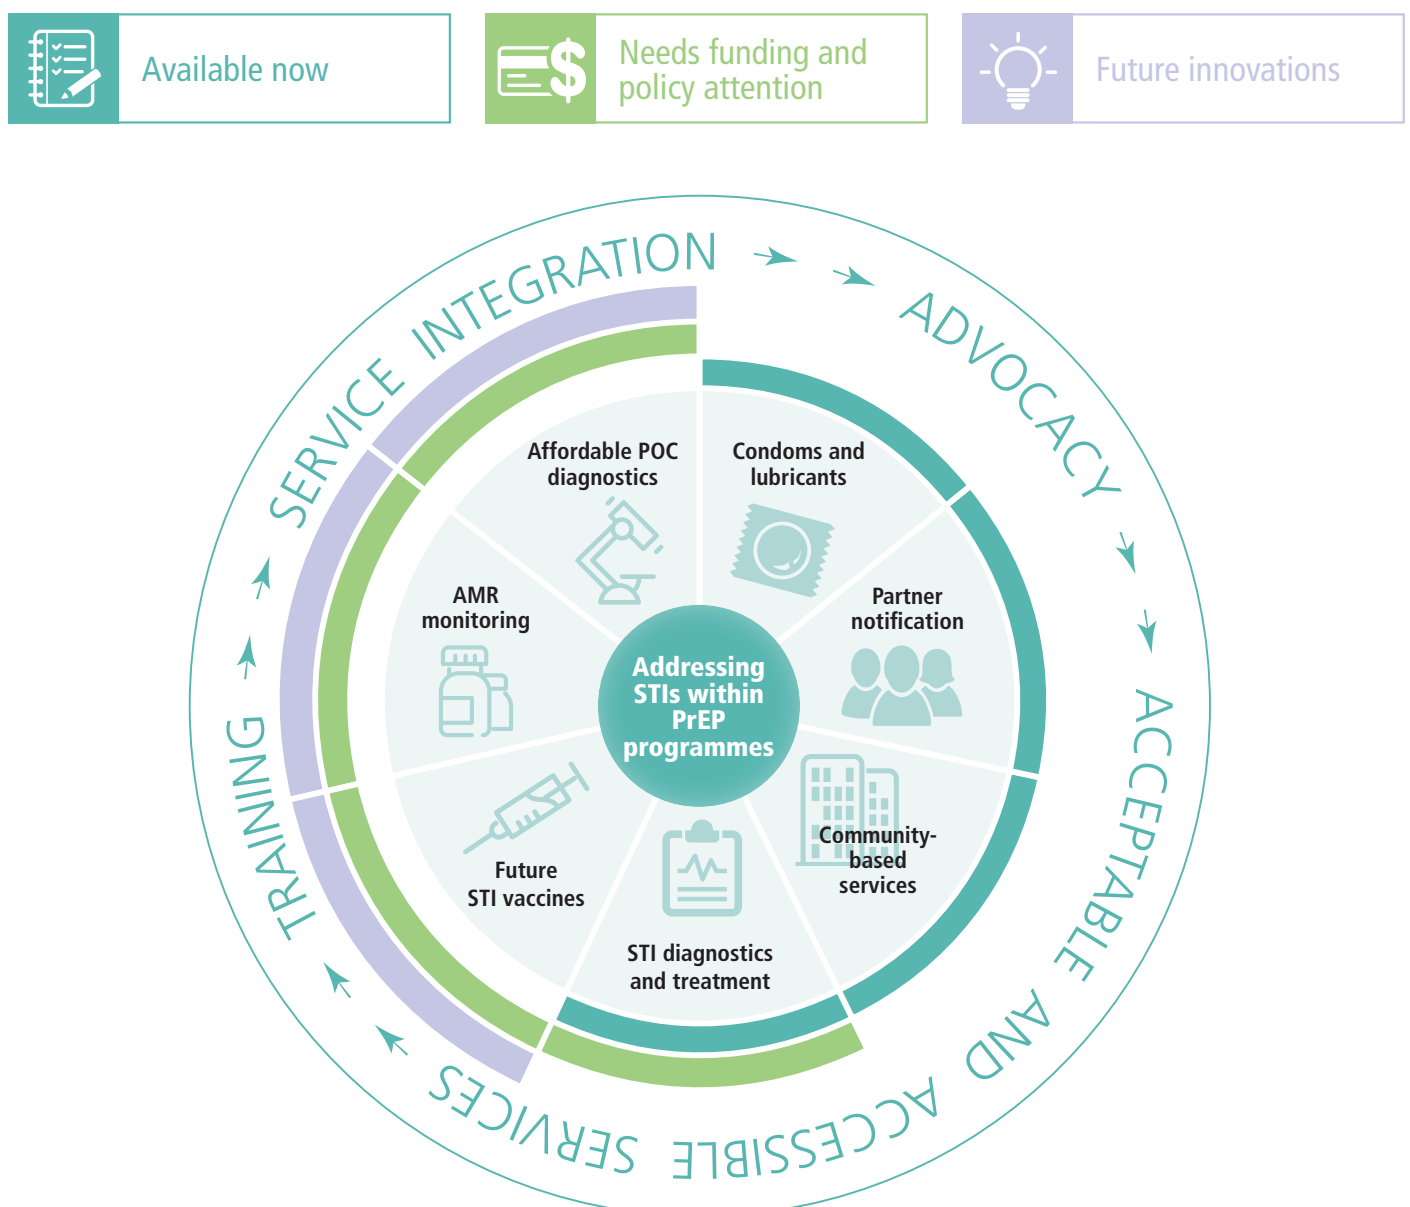 Available now
Needs funding and
policy attention
Future innovations
SERVICE INTEGRATION
ADVOCACY
ACCEPTABLE AND ACCESSIBLE SERVICES
TRAINING
Affordable POC
diagnostics
Condoms and
lubricants
AMR
monitoring
Partner
notification
Addressing
STIs within
PrEP
programmes
Community-
based
services
Future
STI vaccines
STI diagnostics
and treatment